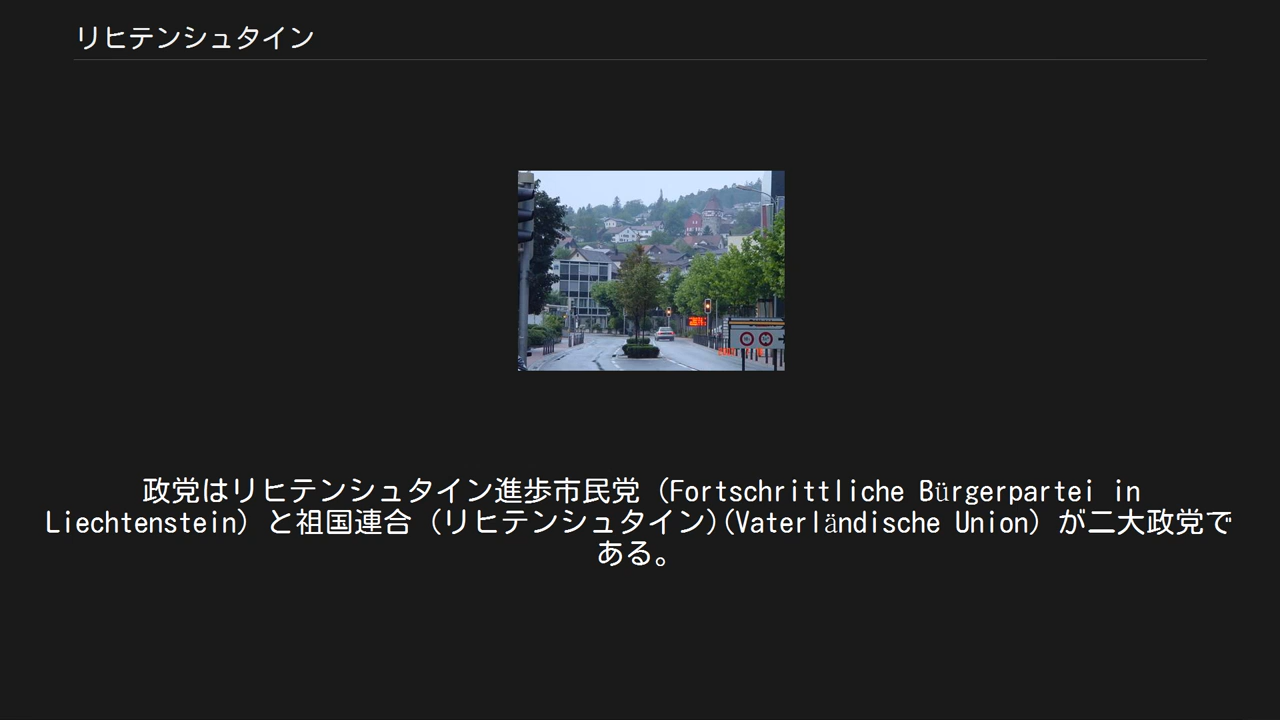 リヒテンシュタイン
政党はリヒテンシュタイン進歩市民党 (Fortschrittliche Bürgerpartei in
Liechtenstein) と祖国連合 (リヒテンシュタイン)(Vaterländische Union) が二大政党で
ある。